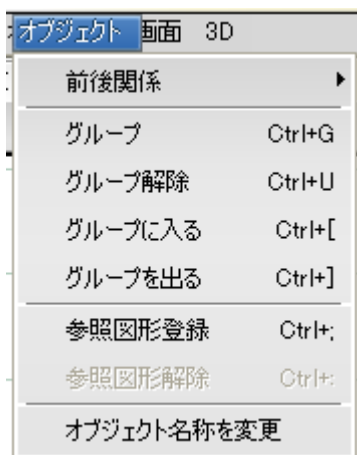 オブジェクト 画面 3D
前後関係
グループ Ctrl+G
グループ解除 Ctrl+U
グループに入る Ctrl+[
グループを出る Ctrl+]
参照図形登録 Ctrl+;
参照図形解除 Ctrl+:
オブジェクト名称を変更